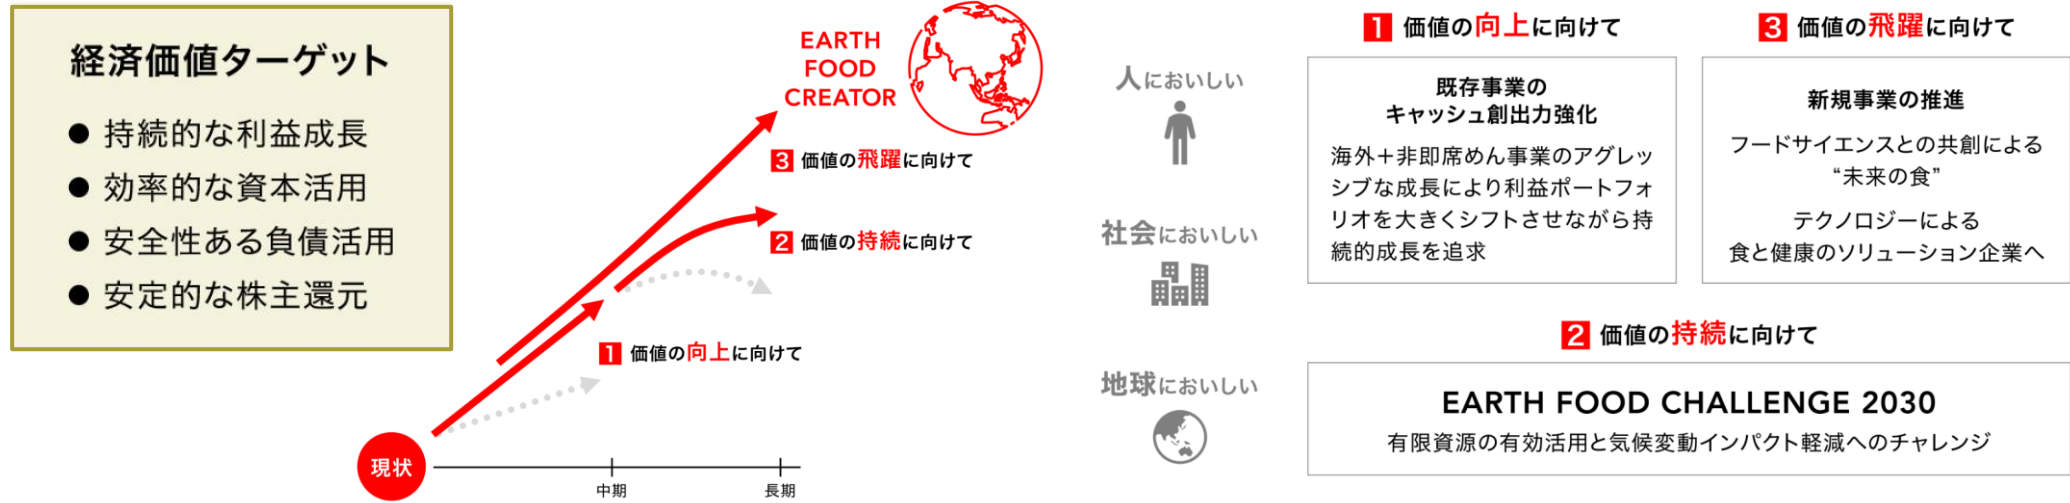 経済価値ターゲット
● 持続的な利益成長
● 効率的な資本活用
● 安全性ある負債活用
● 安定的な株主還元
EARTH
FOOD
CREATOR
3 価値の飛躍に向けて
2 価値の持続に向けて
1 価値の向上に向けて
現状
中期
長期
人においしい
社会においしい
地球においしい
1 価値の向上に向けて
既存事業の
キャッシュ創出力強化
海外＋非即席めん事業のアグレッ
シブな成長により利益ポートフォ
リオを大きくシフトさせながら持
続的成長を追求
3 価値の飛躍に向けて
新規事業の推進
フードサイエンスとの共創による
“未来の食”
テクノロジーによる
食と健康のソリューション企業へ
2 価値の持続に向けて
EARTH FOOD CHALLENGE 2030
有限資源の有効活用と気候変動インパクト軽減へのチャレンジ